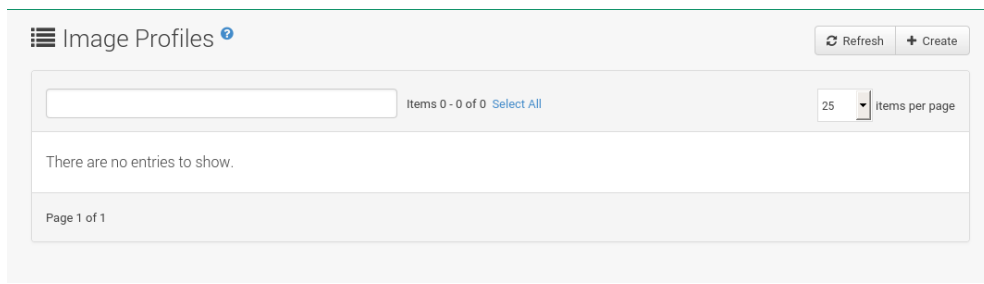 Image Profiles ?
Refresh + Create
Items 0 - 0 of 0 Select All 25 items per page
There are no entries to show.
Page 1 of 1